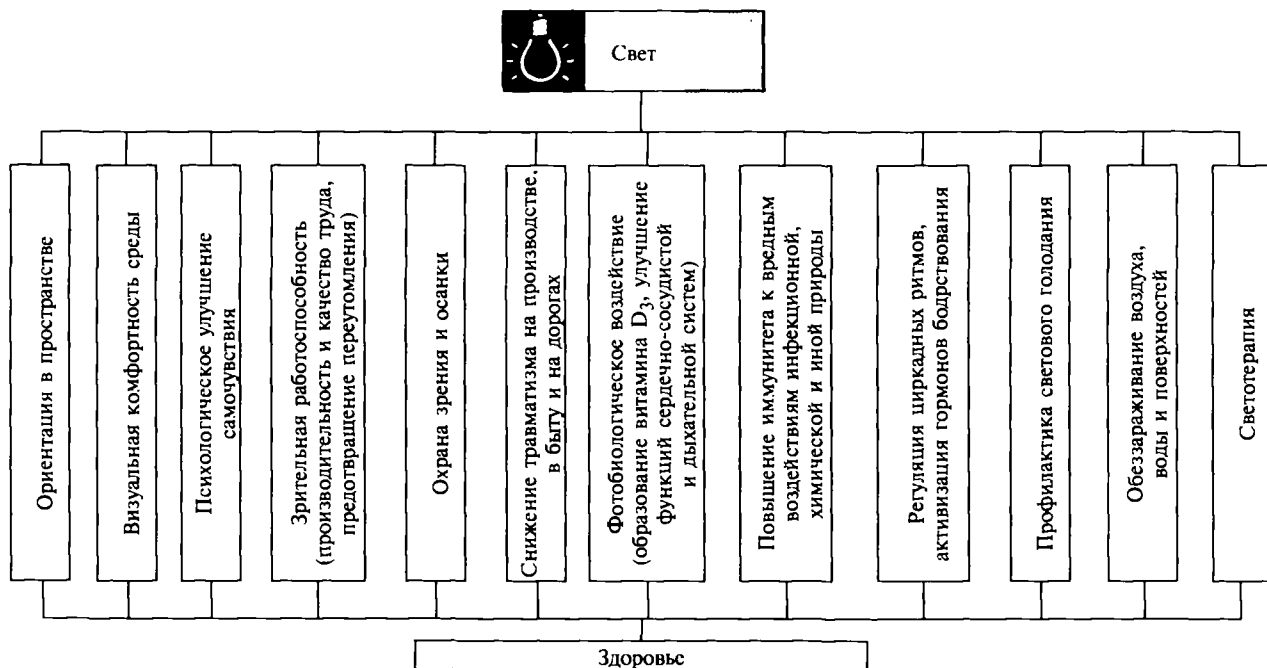 Свет
Ориентация в пространстве
Визуальная комфортность среды
Психологическое улучшение
самочувствия
Зрительная работоспособность
(производительность и качество труда,
предотвращение переутомления)
Охрана зрения и осанки
Снижение травматизма на производстве,
в быту и на дорогах
Фотобиологическое воздействие
(образование витамина D₃, улучшение
функций сердечно-сосудистой
и дыхательной систем)
Повышение иммунитета к вредным
воздействиям инфекционной,
химической и иной природы
Регуляция циркадных ритмов,
активизация гормонов бодрствования
Профилактика светового голодания
Обеззараживание воздуха,
воды и поверхностей
Светотерапия
Здоровье